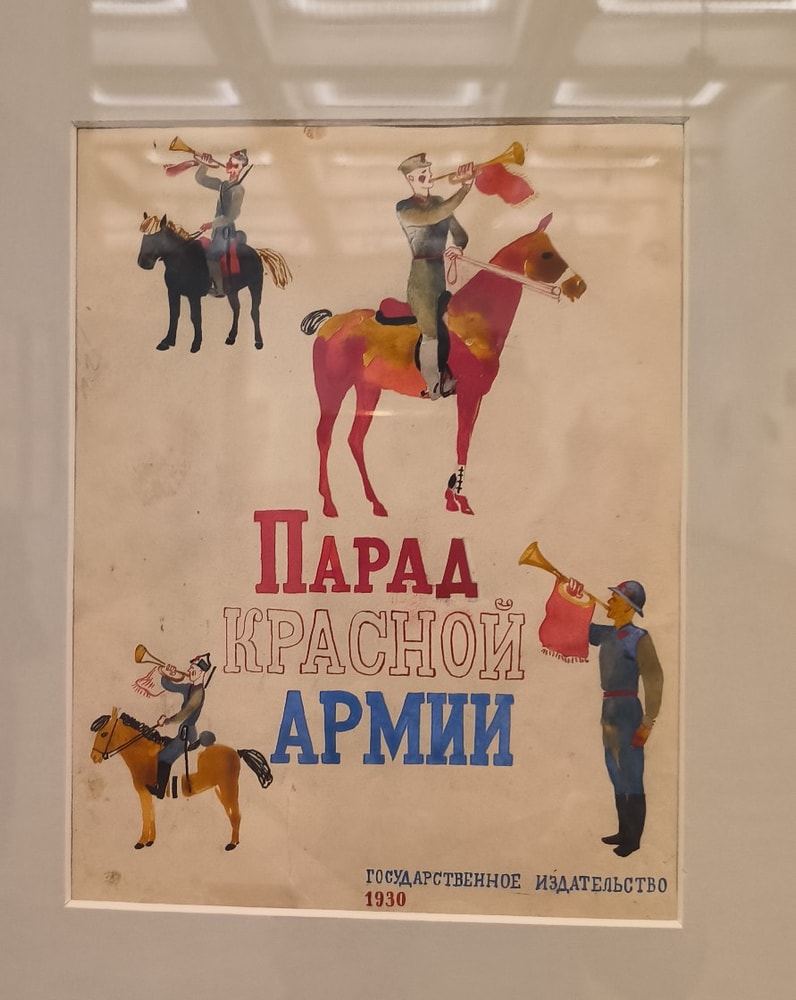 Парад
КРАСНОЙ
АРМИИ
ГОСУДАРСТВЕННОЕ ИЗДАТЕЛЬСТВО
1930